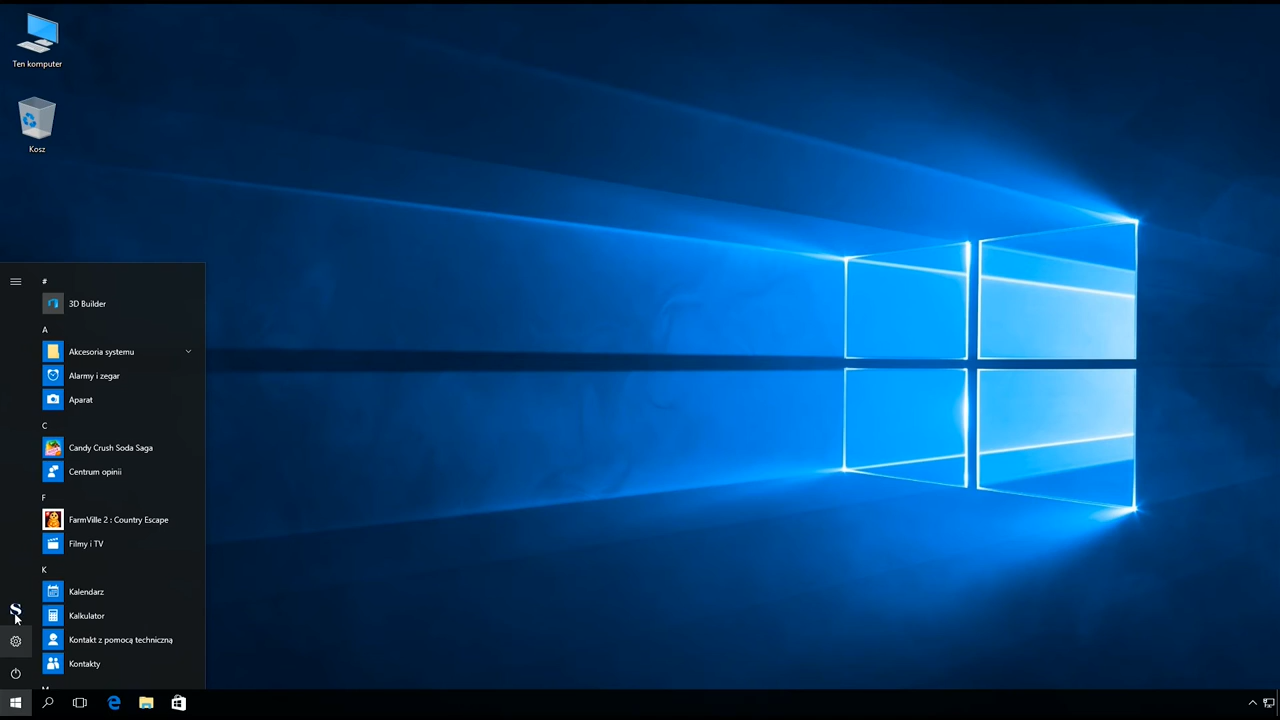 Ten komputer
Kosz
#
3D Builder
A
Akcesoria systemu
Alarmy i zegar
Aparat
C
Candy Crush Soda Saga
Centrum opinii
F
FarmVille 2 : Country Escape
Filmy i TV
K
Kalendarz
Kalkulator
Kontakt z pomocą techniczną
Kontakty
M